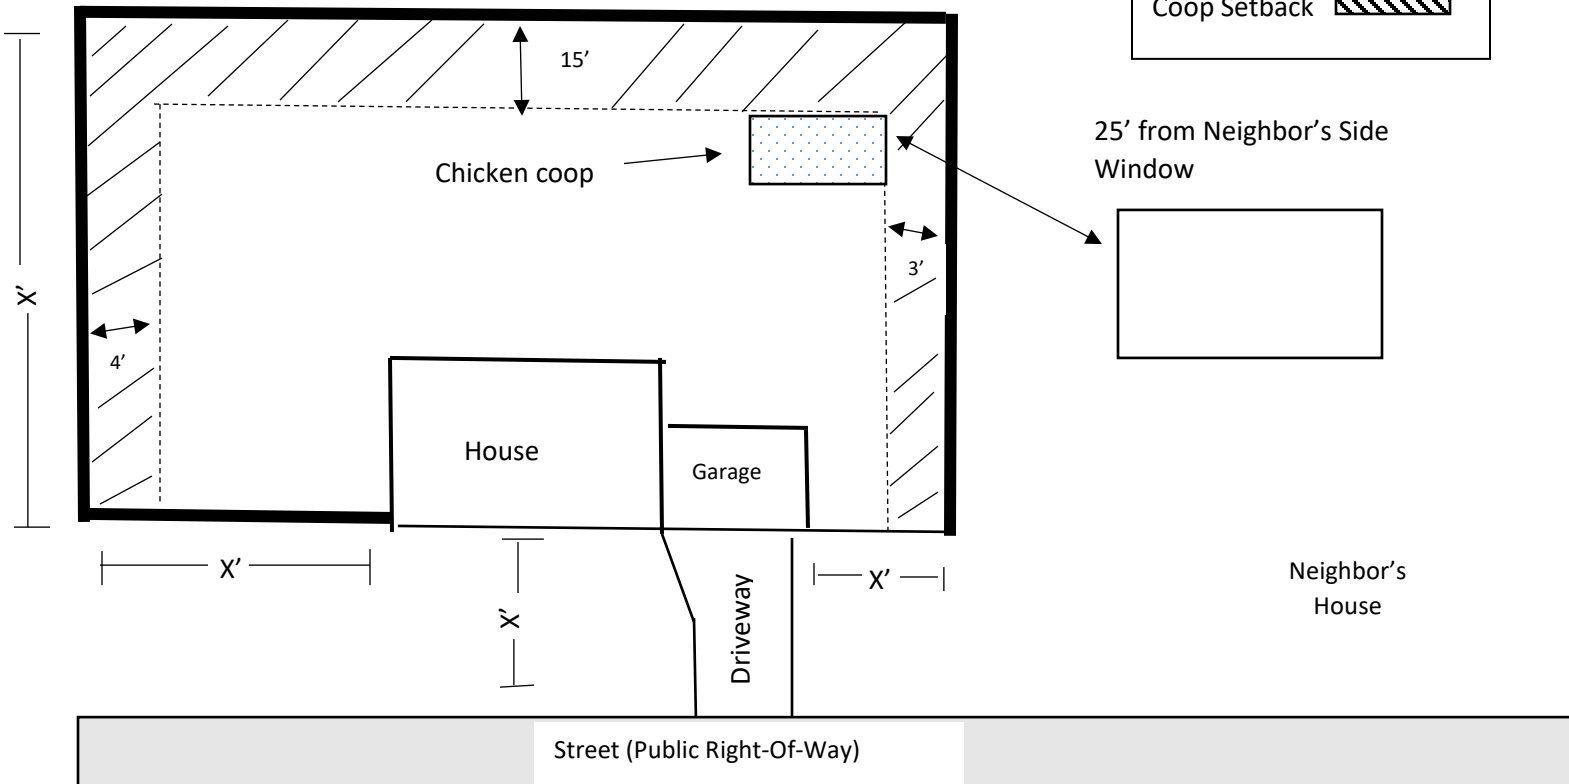 Coop Setback
15’
25’ from Neighbor’s Side
Window
Chicken coop
3’
X’
4’
House
Garage
X’
X’
X’
Driveway
Neighbor’s
House
Street (Public Right-Of-Way)